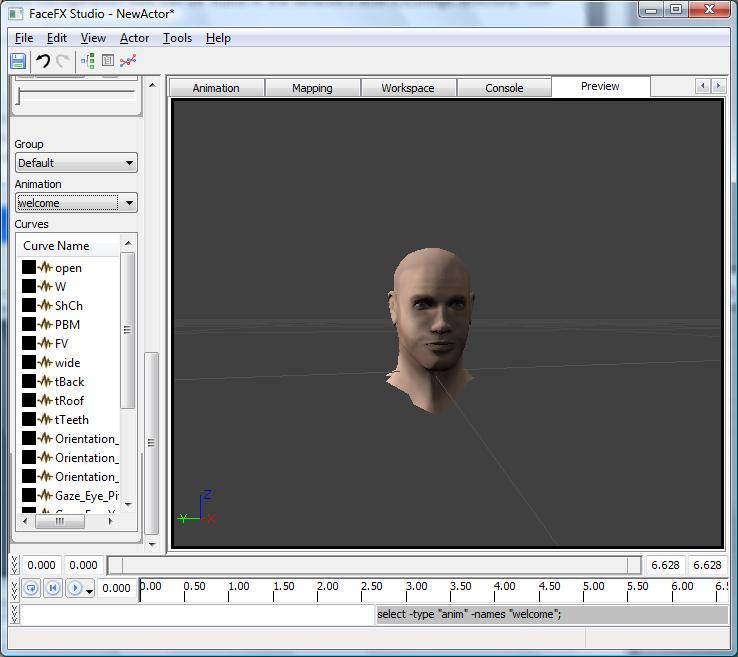 FaceFX Studio - NewActor*
File Edit View Actor Tools Help
Animation Mapping Workspace Console Preview
Group
Default
Animation
welcome
Curves
Curve Name
open
W
ShCh
PBM
FV
wide
tBack
tRoof
tTeeth
Orientation_
Orientation_
Orientation_
Gaze_Eye_Pi
Z
Y
X
0.000 0.000 6.628 6.628
0.000 0.00 0.50 1.00 1.50 2.00 2.50 3.00 3.50 4.00 4.50 5.00 5.50 6.00 6.5
select -type "anim" -names "welcome";